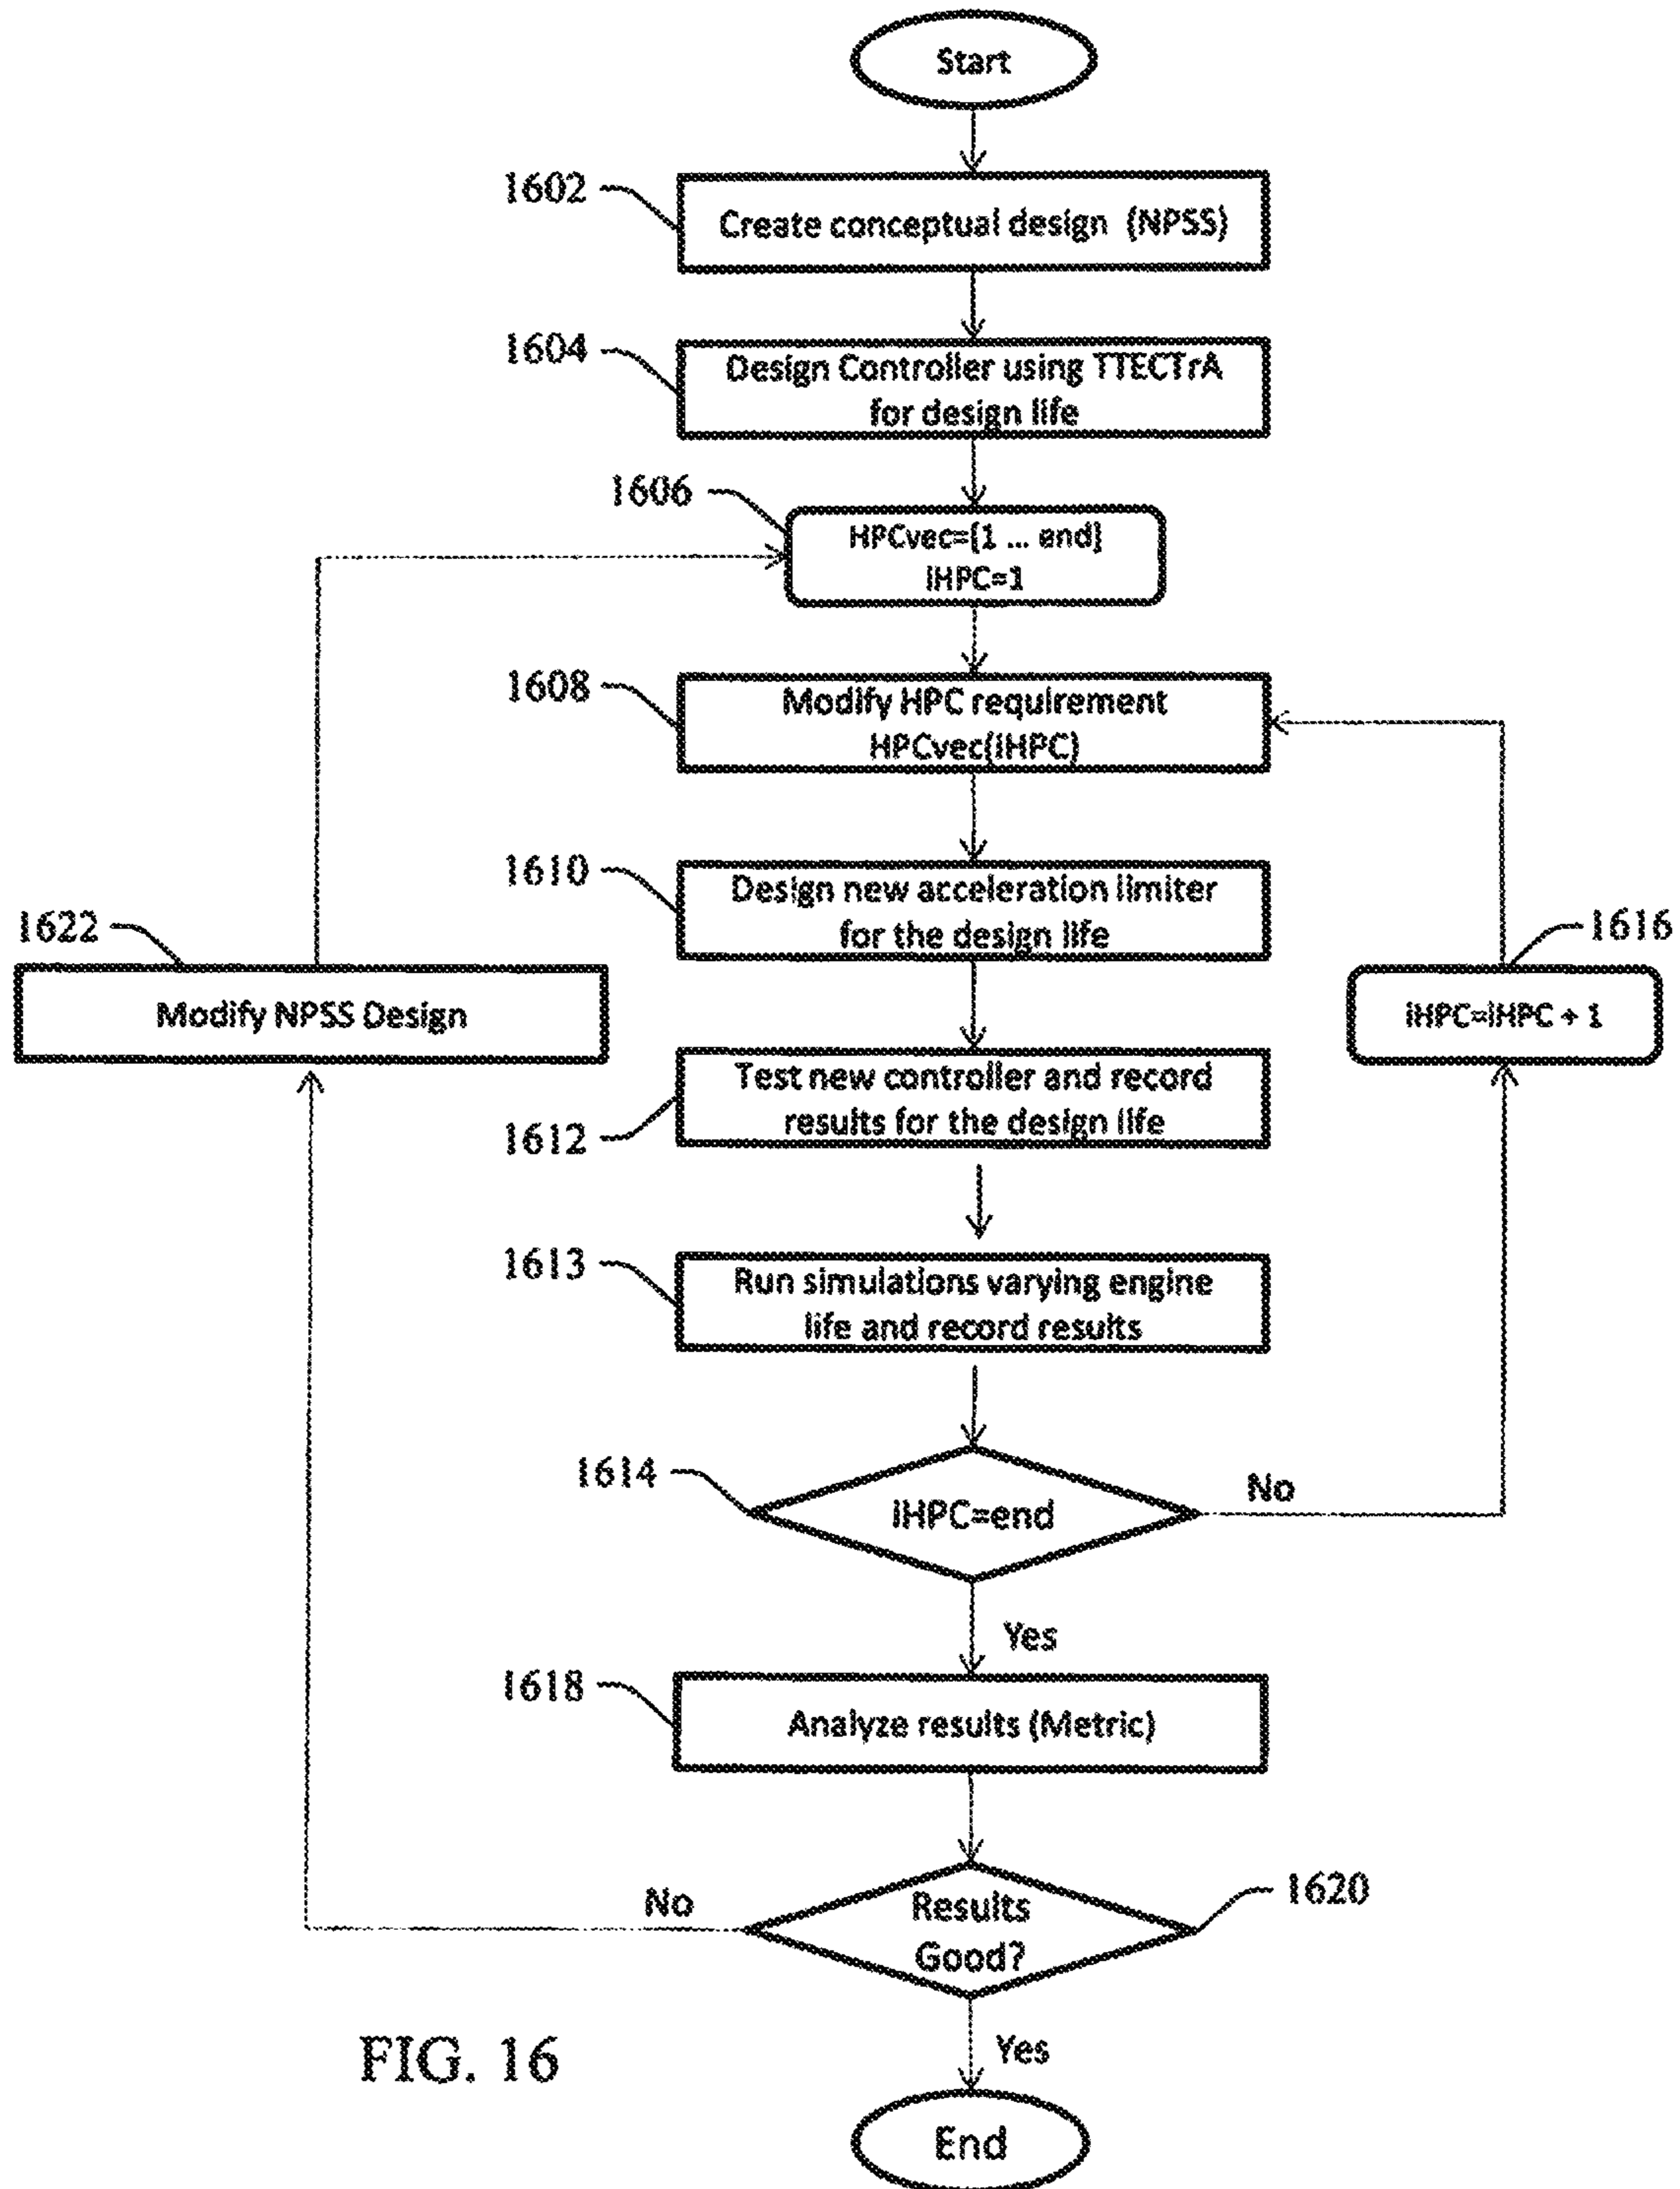 Start
1602
Create conceptual design (NPSS)
1604
Design Controller using TTECTrA
for design life
1606
HPCvec=[1 ... end]
iHPC=1
1608
Modify HPC requirement
HPCvec(iHPC)
1610
Design new acceleration limiter
for the design life
1622
Modify NPSS Design
1616
iHPC=iHPC + 1
1612
Test new controller and record
results for the design life
1613
Run simulations varying engine
life and record results
1614
iHPC=end
No
Yes
1618
Analyze results (Metric)
1620
Results
Good?
No
Yes
FIG. 16
End